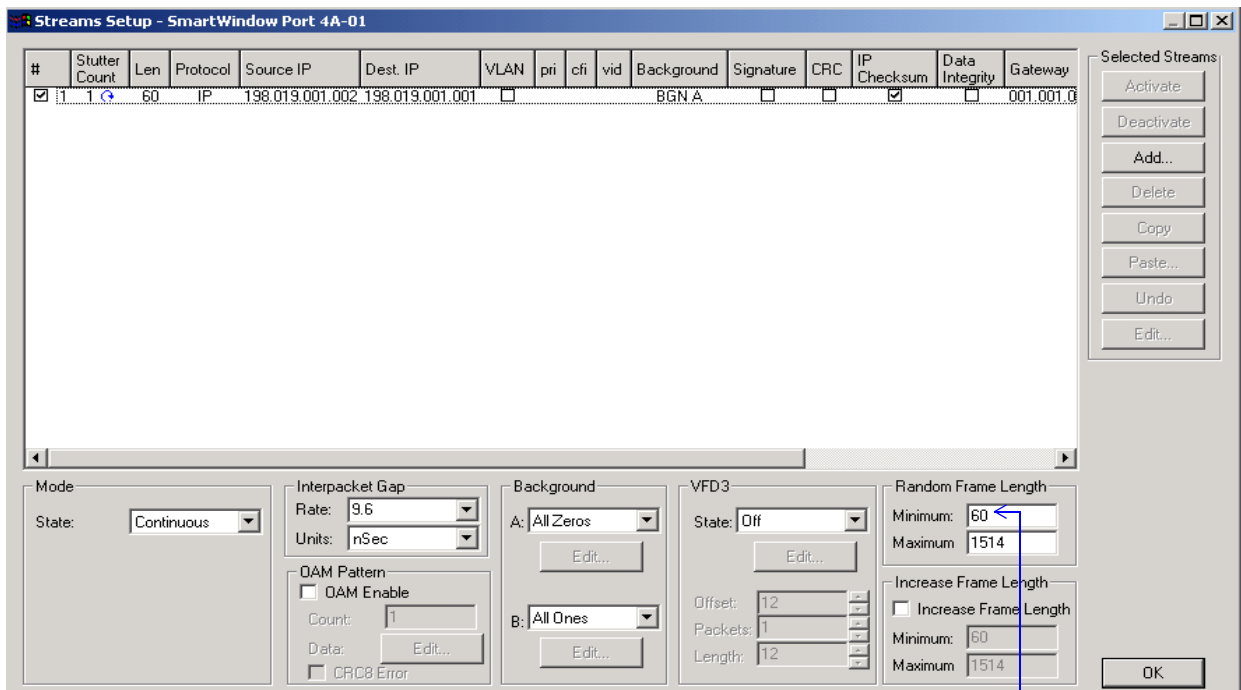 Streams Setup - SmartWindow Port 4A-01
# Stutter Count Len Protocol Source IP Dest. IP VLAN pri cfi vid Background Signature CRC IP Checksum Data Integrity Gateway
1 1 60 IP 198.019.001.002 198.019.001.001 BGN A 001.001.0
Selected Streams
Activate
Deactivate
Add...
Delete
Copy
Paste...
Undo
Edit...
Mode
State: Continuous
Interpacket Gap
Rate: 9.6
Units: nSec
OAM Pattern
OAM Enable
Count: 1
Data: Edit...
CRC8 Error
Background
A: All Zeros
Edit...
B: All Ones
Edit...
VFD3
State: Off
Edit...
Offset: 12
Packets: 1
Length: 12
Random Frame Length
Minimum: 60
Maximum 1514
Increase Frame Length
Increase Frame Length
Minimum: 60
Maximum 1514
OK